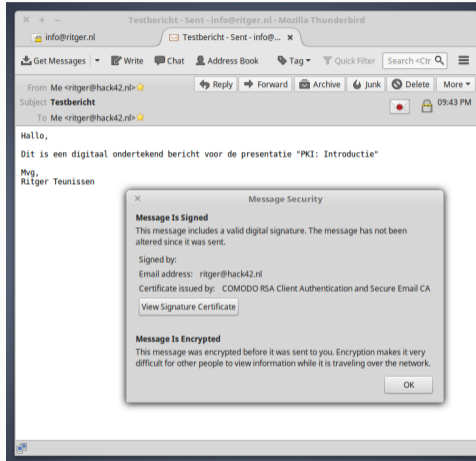 Testbericht - Sent - info@ritger.nl - Mozilla Thunderbird
info@ritger.nl
Testbericht - Sent - info@...
Get Messages Write Chat Address Book Tag Quick Filter Search <Ctr
Reply Forward Archive Junk Delete More
From Me <ritger@hack42.nl>
Subject Testbericht 09:43 PM
To Me <ritger@hack42.nl>
Hallo,
Dit is een digitaal ondertekend bericht voor de presentatie "PKI: Introductie"
Mvg,
Ritger Teunissen
Message Security
Message Is Signed
This message includes a valid digital signature. The message has not been
altered since it was sent.
Signed by:
Email address: ritger@hack42.nl
Certificate issued by: COMODO RSA Client Authentication and Secure Email CA
View Signature Certificate
Message Is Encrypted
This message was encrypted before it was sent to you. Encryption makes it very
difficult for other people to view information while it is traveling over the network.
OK